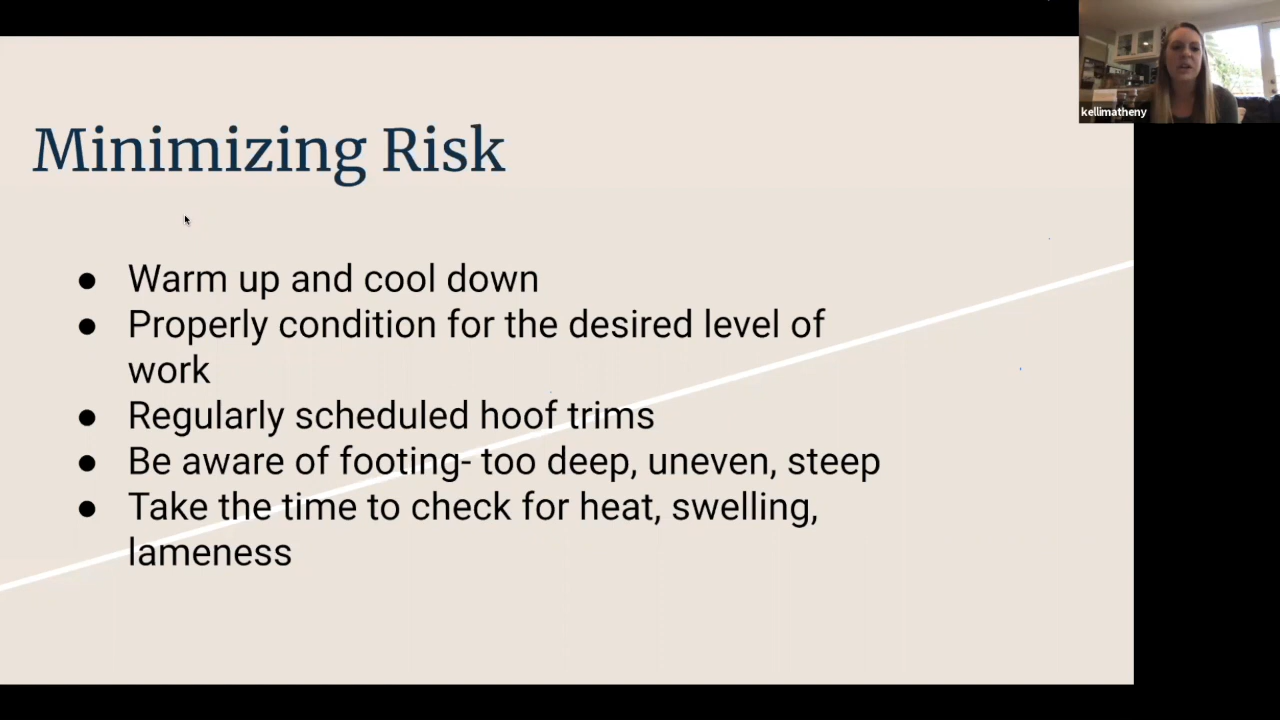 kellimatheny
Minimizing Risk
● Warm up and cool down
● Properly condition for the desired level of
work
● Regularly scheduled hoof trims
● Be aware of footing- too deep, uneven, steep
● Take the time to check for heat, swelling,
lameness